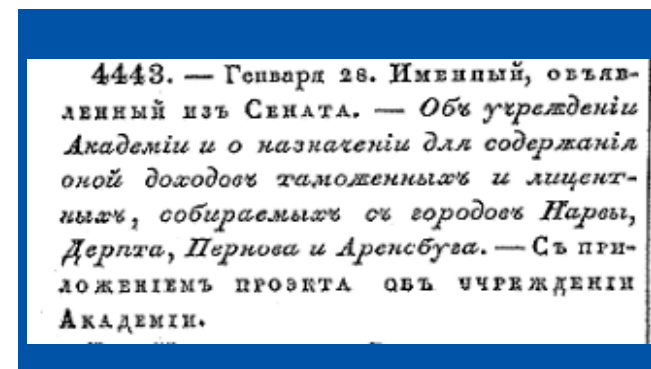 4443. — Генваря 28. Именный, объяв-
ленный изъ Сената. — Объ учрежденіи
Академіи и о назначеніи для содержанія
оной доходовъ таможенныхъ и лицент-
ныхъ, собираемыхъ съ городовъ Нарвы,
Дерпта, Пернова и Аренсбуга. — Съ при-
ложеніемъ проэкта объ учрежденіи
Академіи.